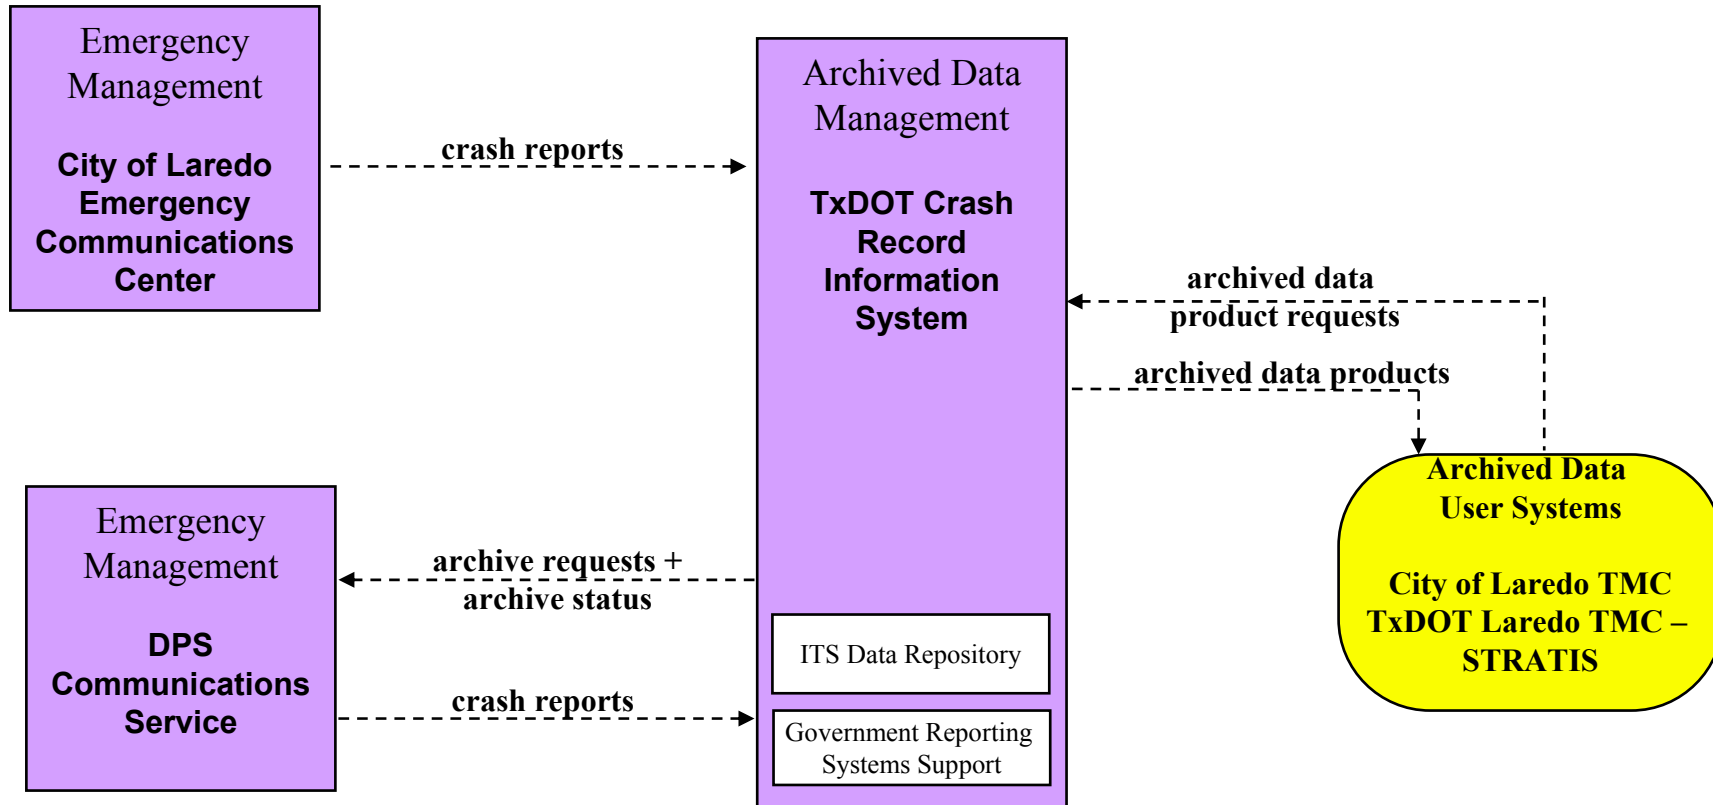 Emergency
Management
City of Laredo
Emergency
Communications
Center
crash reports
Archived Data
Management
TxDOT Crash
Record
Information
System
archived data
product requests
archived data products
Archived Data
User Systems
City of Laredo TMC
TxDOT Laredo TMC –
STRATIS
Emergency
Management
DPS
Communications
Service
archive requests +
archive status
crash reports
ITS Data Repository
Government Reporting
Systems Support